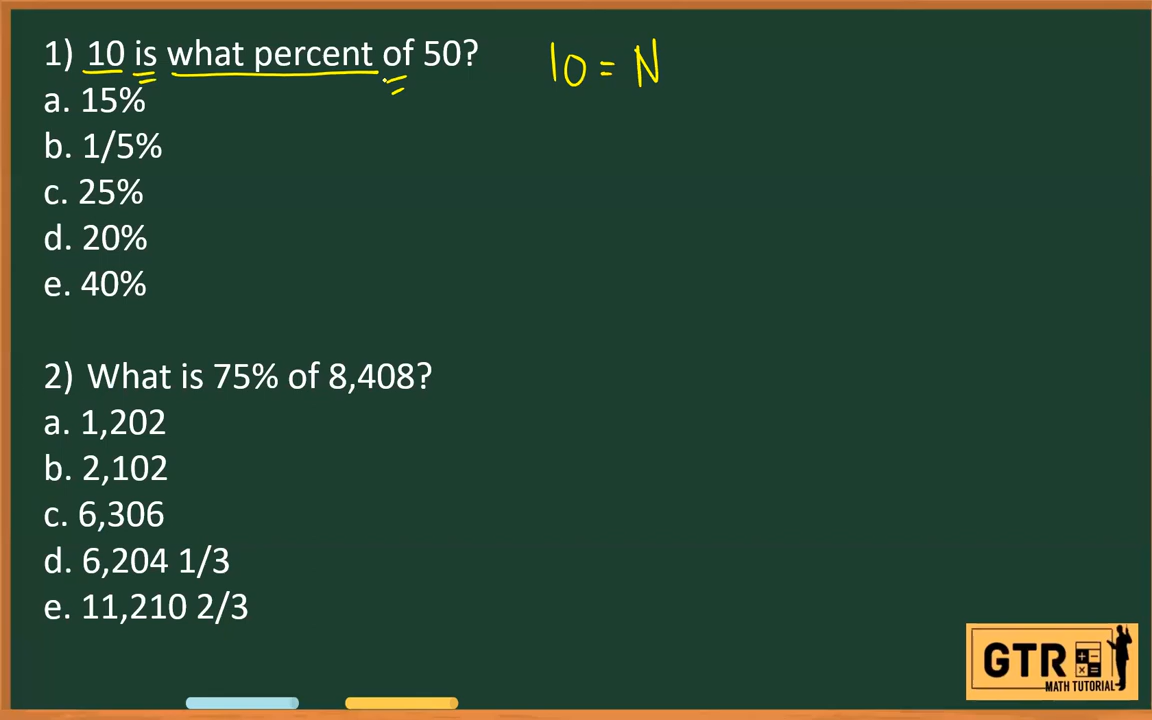 1) 10 is what percent of 50?
10 = N
a. 15%
b. 1/5%
c. 25%
d. 20%
e. 40%
2) What is 75% of 8,408?
a. 1,202
b. 2,102
c. 6,306
d. 6,204 1/3
e. 11,210 2/3
GTR
MATH TUTORIAL